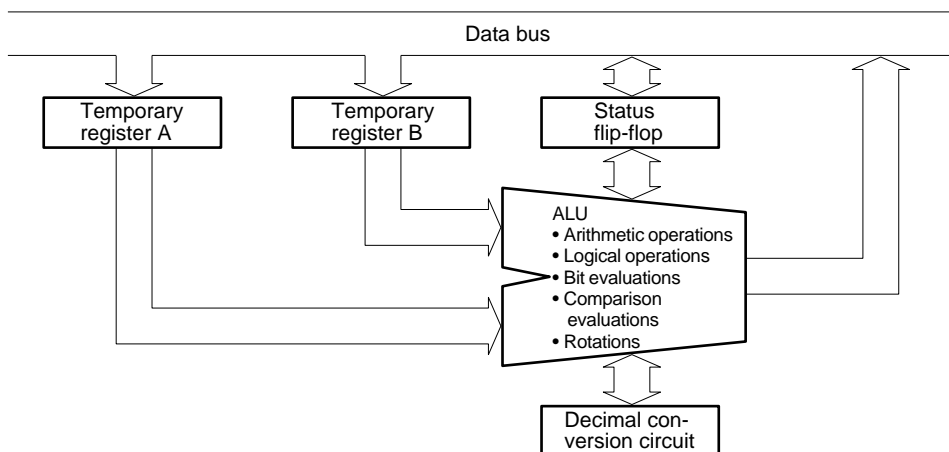 Data bus
Temporary
register A
Temporary
register B
Status
flip-flop
ALU
• Arithmetic operations
• Logical operations
• Bit evaluations
• Comparison
evaluations
• Rotations
Decimal con-
version circuit